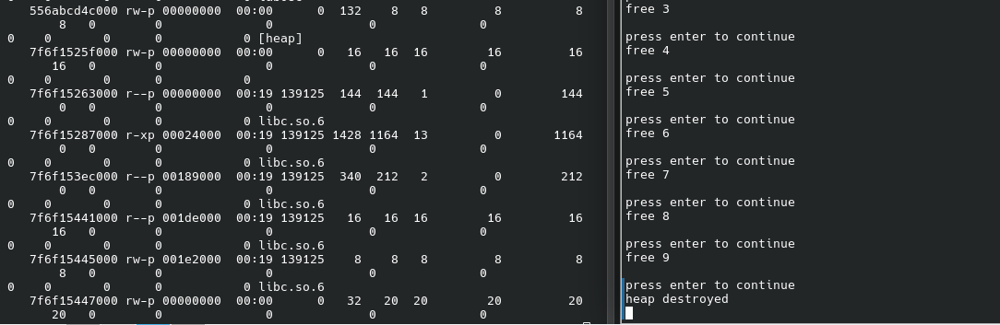 556abcd4c000 rw-p 00000000 00:00 0 132 8 8 8 8
8 0 0 0 0 0
0 0 0 0 0 [heap]
7f6f1525f000 rw-p 00000000 00:00 0 16 16 16 16 16
16 0 0 0 0 0
0 0 0 0 0
7f6f15263000 r--p 00000000 00:19 139125 144 144 1 0 144
0 0 0 0 0 0
0 0 0 0 0 libc.so.6
7f6f15287000 r-xp 00024000 00:19 139125 1428 1164 13 0 1164
0 0 0 0 0 0
0 0 0 0 0 libc.so.6
7f6f153ec000 r--p 00189000 00:19 139125 340 212 2 0 212
0 0 0 0 0 0
0 0 0 0 0 libc.so.6
7f6f15441000 r--p 001de000 00:19 139125 16 16 16 16 16
16 0 0 0 0 0
0 0 0 0 0 libc.so.6
7f6f15445000 rw-p 001e2000 00:19 139125 8 8 8 8 8
8 0 0 0 0 0
0 0 0 0 0 libc.so.6
7f6f15447000 rw-p 00000000 00:00 0 32 20 20 20 20
20 0 0 0 0 0
free 3
press enter to continue
free 4
press enter to continue
free 5
press enter to continue
free 6
press enter to continue
free 7
press enter to continue
free 8
press enter to continue
free 9
press enter to continue
heap destroyed